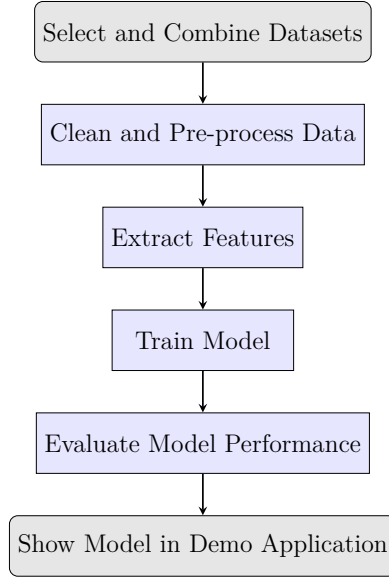 Select and Combine Datasets
Clean and Pre-process Data
Extract Features
Train Model
Evaluate Model Performance
Show Model in Demo Application